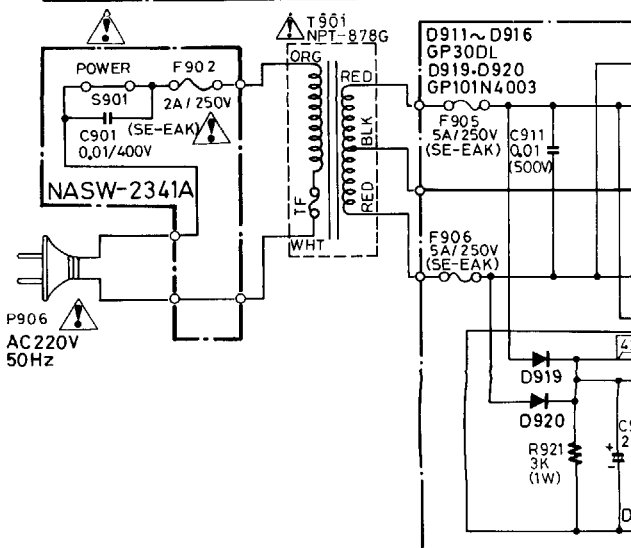 T901
NPT-878G
D911~D916
GP30DL
D919·D920
GP101N4003
ORG
RED
POWER
F902
S901
2A/250V
(SE-EAK)
C901
0.01/400V
BLK
F905
5A/250V
(SE-EAK)
C911
0.01
(500V)
NASW-2341A
TF
RED
WHT
F906
5A/250V
(SE-EAK)
P906
AC220V
50Hz
D919
D920
R921
3K
(1W)
+
-